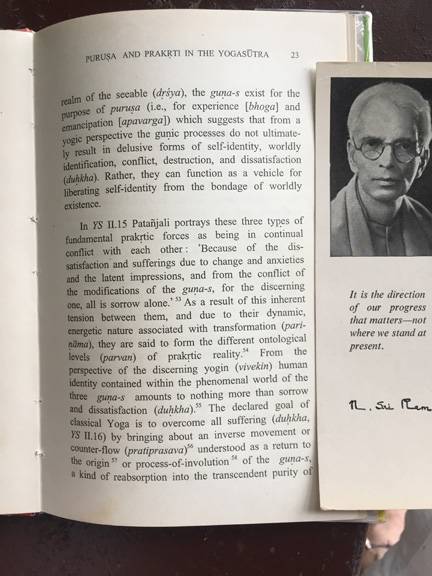 PURUṢA AND PRAKṚTI IN THE YOGASŪTRA 23
realm of the seeable (dṛśya), the guṇa-s exist for the
purpose of puruṣa (i.e., for experience [bhoga] and
emancipation [apavarga]) which suggests that from a
yogic perspective the guṇic processes do not ultimate-
ly result in delusive forms of self-identity, worldly
identification, conflict, destruction, and dissatisfaction
(duḥkha). Rather, they can function as a vehicle for
liberating self-identity from the bondage of worldly
existence.
In YS II.15 Patañjali portrays these three types of
fundamental prakṛtic forces as being in continual
conflict with each other : 'Because of the dis-
satisfaction and sufferings due to change and anxieties
and the latent impressions, and from the conflict of
the modifications of the guṇa-s, for the discerning
one, all is sorrow alone.' 53 As a result of this inherent
tension between them, and due to their dynamic,
energetic nature associated with transformation (pari-
ṇāma), they are said to form the different ontological
levels (parvan) of prakṛtic reality.54 From the
perspective of the discerning yogin (vivekin) human
identity contained within the phenomenal world of the
three guṇa-s amounts to nothing more than sorrow
and dissatisfaction (duḥkha).55 The declared goal of
classical Yoga is to overcome all suffering (duḥkha,
YS II.16) by bringing about an inverse movement or
counter-flow (pratiprasava)56 understood as a return to
the origin 57 or process-of-involution 58 of the guṇa-s,
a kind of reabsorption into the transcendent purity of
It is the direction
of our progress
that matters—not
where we stand at
present.
N. Sri Ram